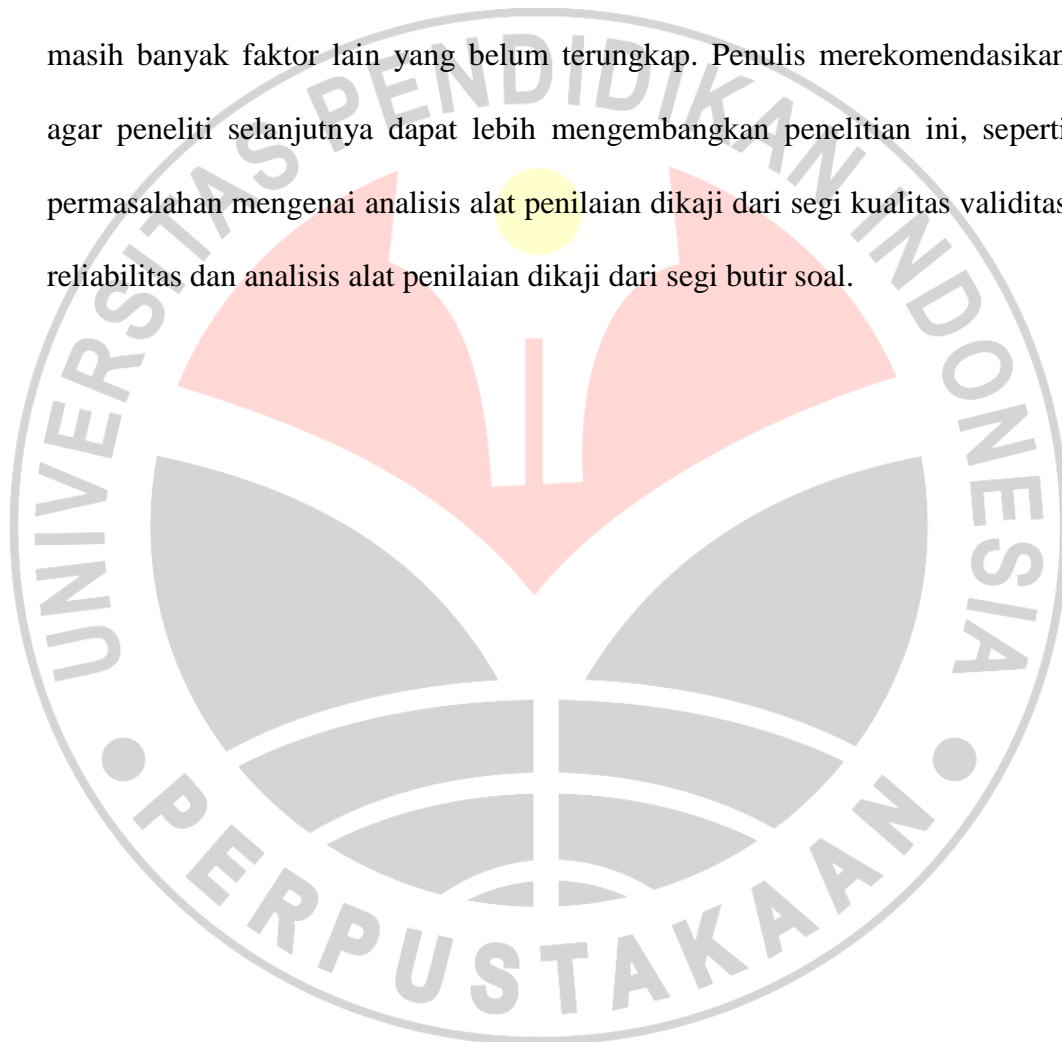 masih banyak faktor lain yang belum terungkap. Penulis merekomendasikan
agar peneliti selanjutnya dapat lebih mengembangkan penelitian ini, seperti
permasalahan mengenai analisis alat penilaian dikaji dari segi kualitas validitas
reliabilitas dan analisis alat penilaian dikaji dari segi butir soal.
UNIVERSITAS PENDIDIKAN INDONESIA
PERPUSTAKAAN